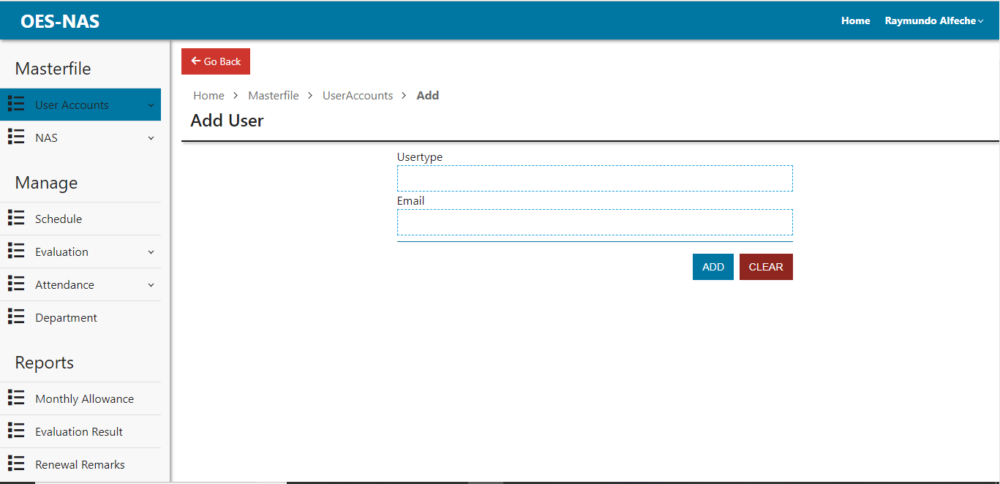 OES-NAS
Home
Raymundo Alfeche
Masterfile
User Accounts
NAS
Manage
Schedule
Evaluation
Attendance
Department
Reports
Monthly Allowance
Evaluation Result
Renewal Remarks
Go Back
Home > Masterfile > UserAccounts > Add
Add User
Usertype
Email
ADD
CLEAR